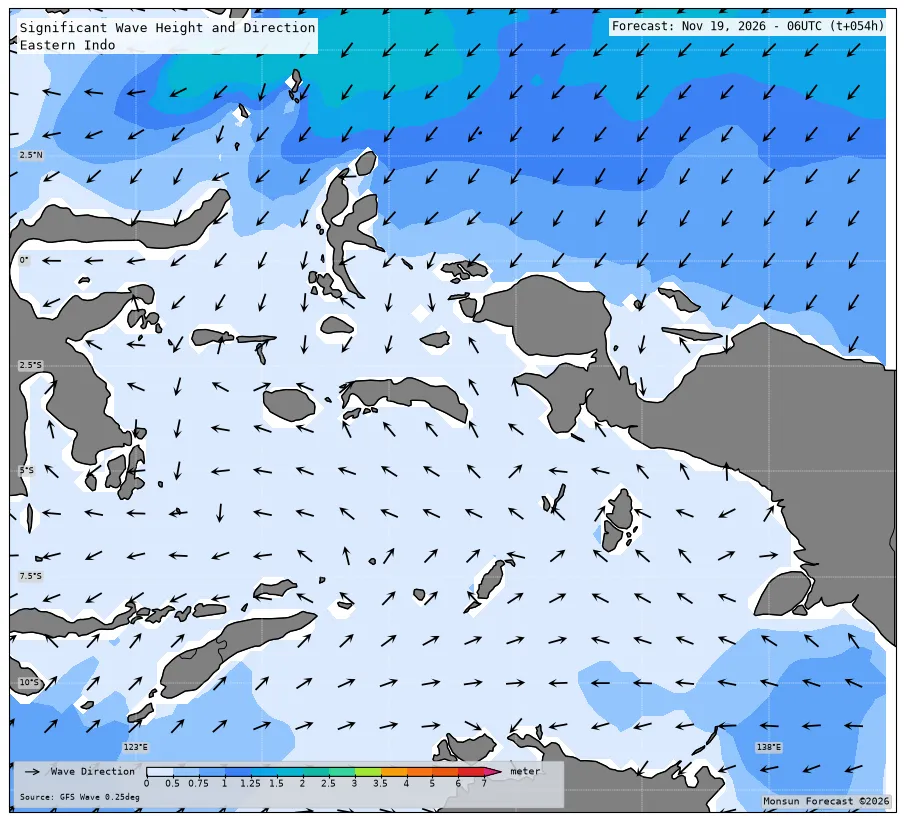 Significant Wave Height and Direction
Eastern Indo
Forecast: Nov 19, 2026 - 06UTC (t+054h)
2.5°N
0°
2.5°S
5°S
7.5°S
10°S
123°E
138°E
Wave Direction
0 0.5 0.75 1 1.25 1.5 2 2.5 3 3.5 4 5 6 7
meter
Source: GFS Wave 0.25deg
Monsun Forecast ©2026